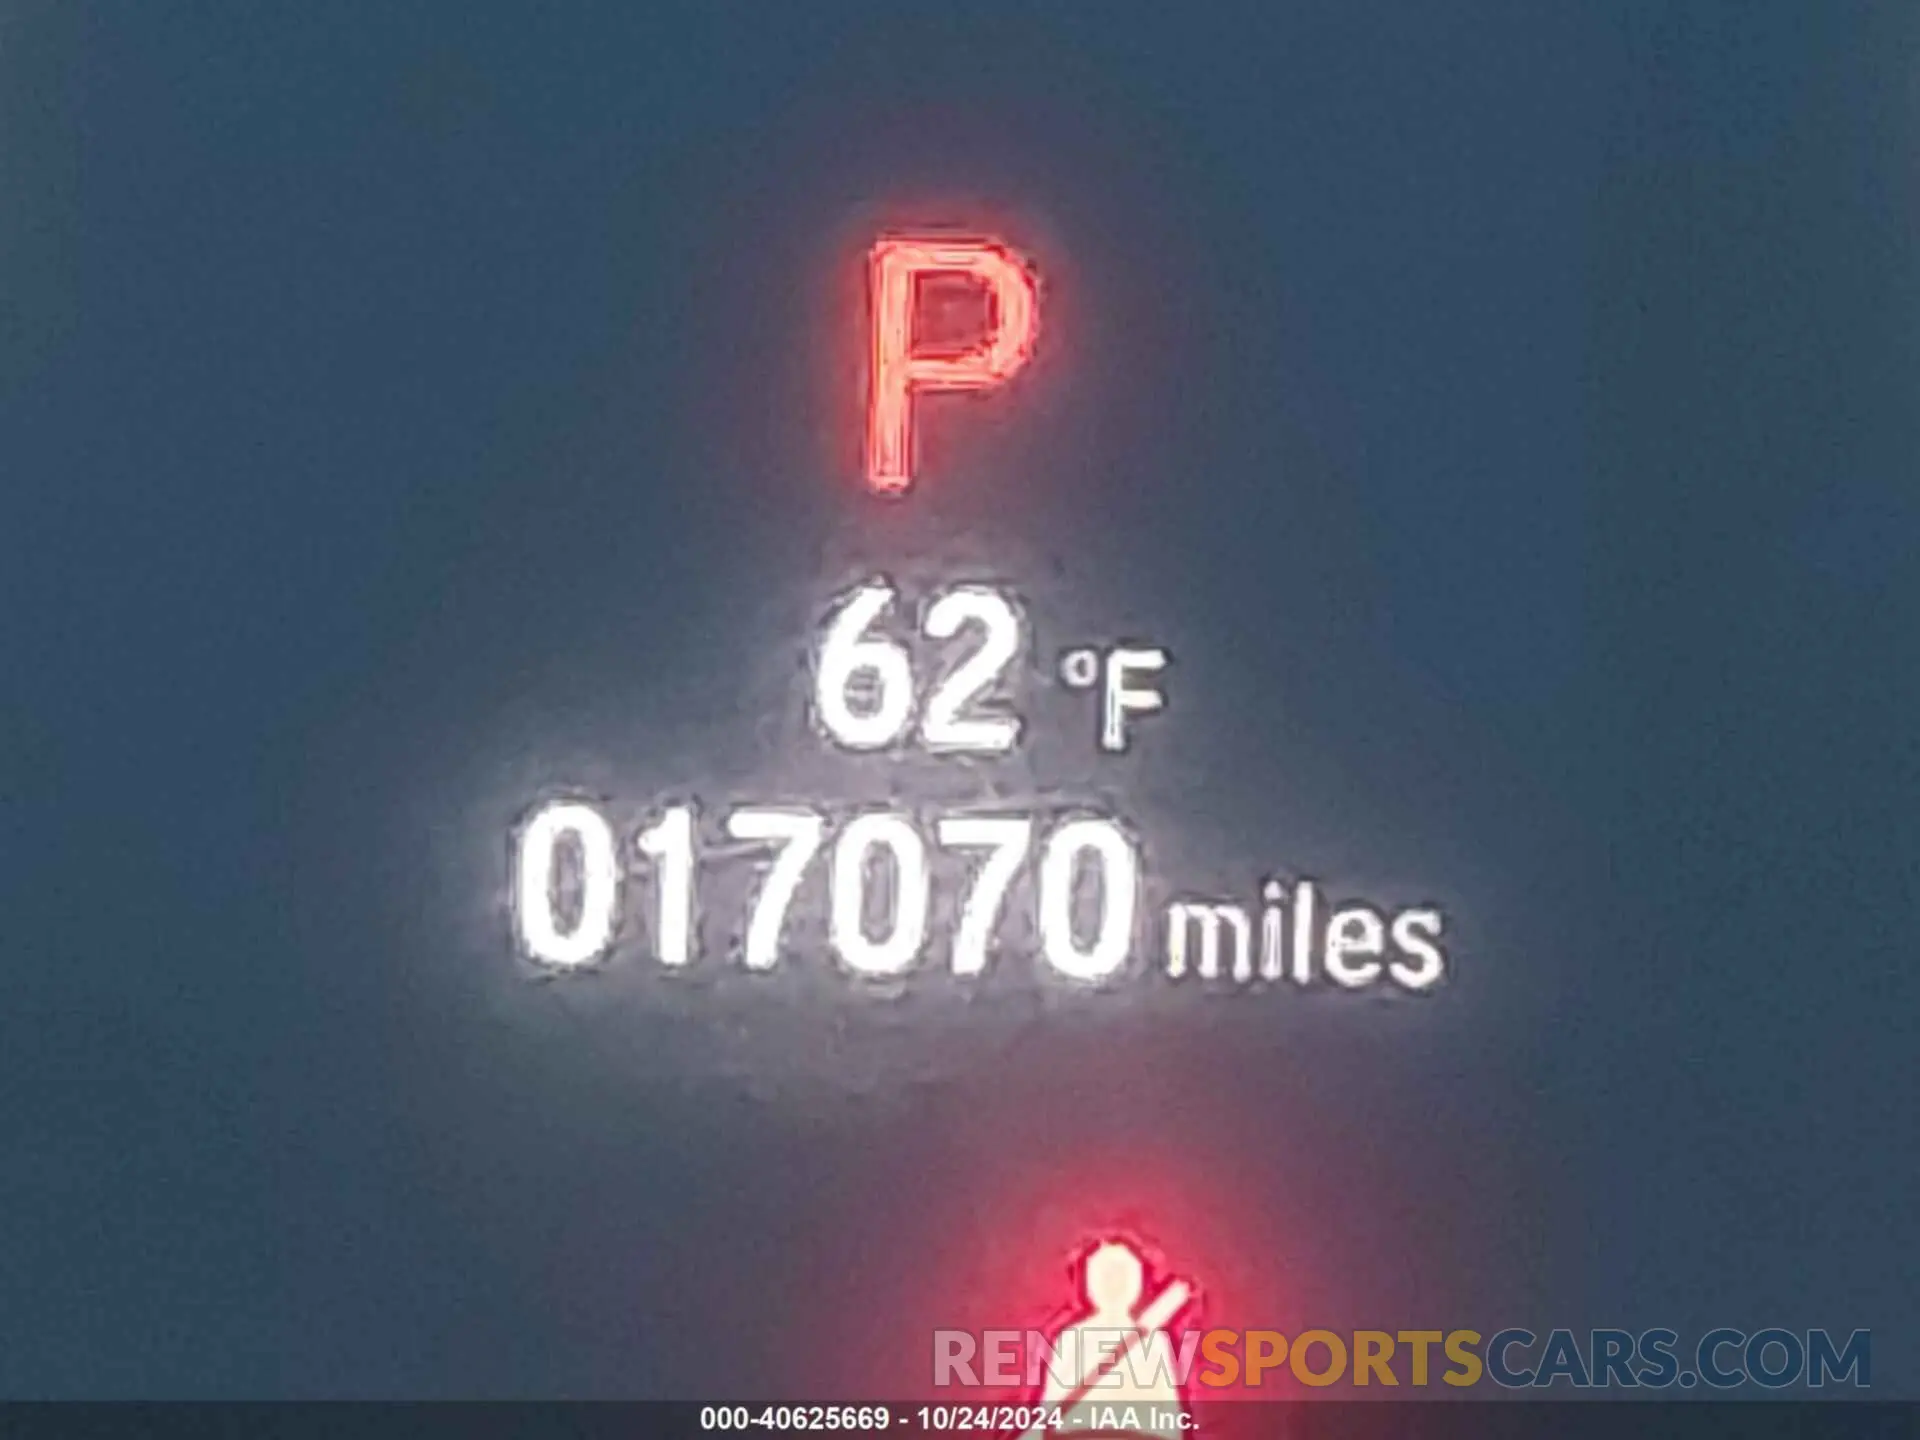 P
62 °F
017070 miles
RENEWSPORTSCARS.COM
000-40625669 - 10/24/2024 - IAA Inc.